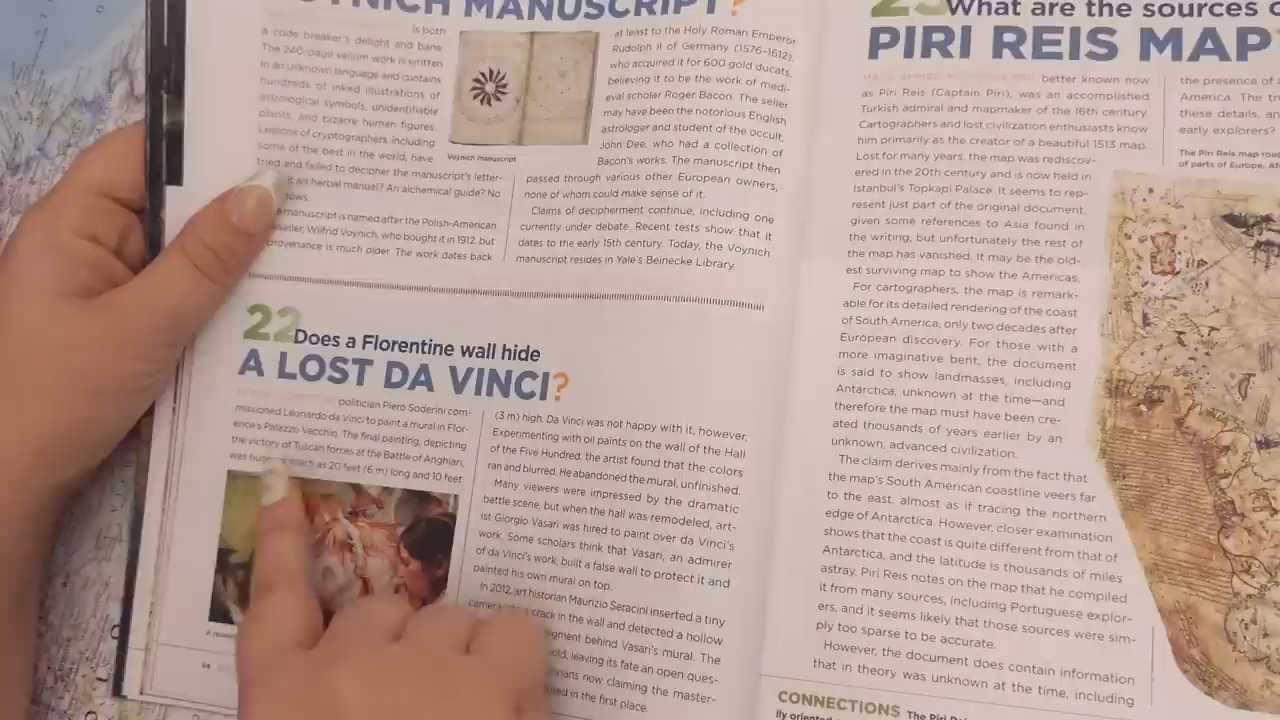 MANUSCRIPT?
is both
a code breaker's delight and bane.
The 240-page vellum work is written
in an unknown language and contains
hundreds of inked illustrations of
astrological symbols, unidentifiable
plants, and bizarre human figures.
Legions of cryptographers, including
some of the best in the world, have
tried and failed to decipher the manuscript's letter-
it an herbal manual? An alchemical guide? No
manuscript is named after the Polish-American
Wilfrid Voynich, who bought it in 1912, but
provenance is much older. The work dates back
Voynich manuscript
at least to the Holy Roman Emperor
Rudolph II of Germany (1576–1612),
who acquired it for 600 gold ducats,
believing it to be the work of medi-
eval scholar Roger Bacon. The seller
may have been the notorious English
astrologer and student of the occult,
John Dee, who had a collection of
Bacon's works. The manuscript then
passed through various other European owners,
none of whom could make sense of it.
Claims of decipherment continue, including one
currently under debate. Recent tests show that it
dates to the early 15th century. Today, the Voynich
manuscript resides in Yale's Beinecke Library.
22 Does a Florentine wall hide
A LOST DA VINCI?
politician Piero Soderini com-
missioned Leonardo da Vinci to paint a mural in Flor-
ence's Palazzo Vecchio. The final painting, depicting
the victory of Tuscan forces at the Battle of Anghiari,
was huge as 20 feet (6 m) long and 10 feet
(3 m) high. Da Vinci was not happy with it, however.
Experimenting with oil paints on the wall of the Hall
of the Five Hundred, the artist found that the colors
ran and blurred. He abandoned the mural, unfinished.
Many viewers were impressed by the dramatic
battle scene, but when the hall was remodeled, art-
ist Giorgio Vasari was hired to paint over da Vinci's
work. Some scholars think that Vasari, an admirer
of da Vinci's work, built a false wall to protect it and
painted his own mural on top.
In 2012, art historian Maurizio Seracini inserted a tiny
crack in the wall and detected a hollow
behind Vasari's mural. The
leaving its fate an open ques-
now claiming the master-
in the first place.
23 What are the sources
PIRI REIS MAP
better known now
as Piri Reis (Captain Piri), was an accomplished
Turkish admiral and mapmaker of the 16th century.
Cartographers and lost civilization enthusiasts know
him primarily as the creator of a beautiful 1513 map.
Lost for many years, the map was rediscov-
ered in the 20th century and is now held in
Istanbul's Topkapi Palace. It seems to rep-
resent just part of the original document,
given some references to Asia found in
the writing, but unfortunately the rest of
the map has vanished. It may be the old-
est surviving map to show the Americas.
For cartographers, the map is remark-
able for its detailed rendering of the coast
of South America, only two decades after
European discovery. For those with a
more imaginative bent, the document
is said to show landmasses, including
Antarctica, unknown at the time—and
therefore the map must have been cre-
ated thousands of years earlier by an
unknown, advanced civilization.
The claim derives mainly from the fact that
the map's South American coastline veers far
to the east, almost as if tracing the northern
edge of Antarctica. However, closer examination
shows that the coast is quite different from that of
Antarctica, and the latitude is thousands of miles
astray. Piri Reis notes on the map that he compiled
it from many sources, including Portuguese explor-
ers, and it seems likely that those sources were sim-
ply too sparse to be accurate.
However, the document does contain information
that in theory was unknown at the time, including
the presence of
America. The
these details, an
early explorers?
The Piri Reis map
of parts of Europe,
CONNECTIONS The Piri